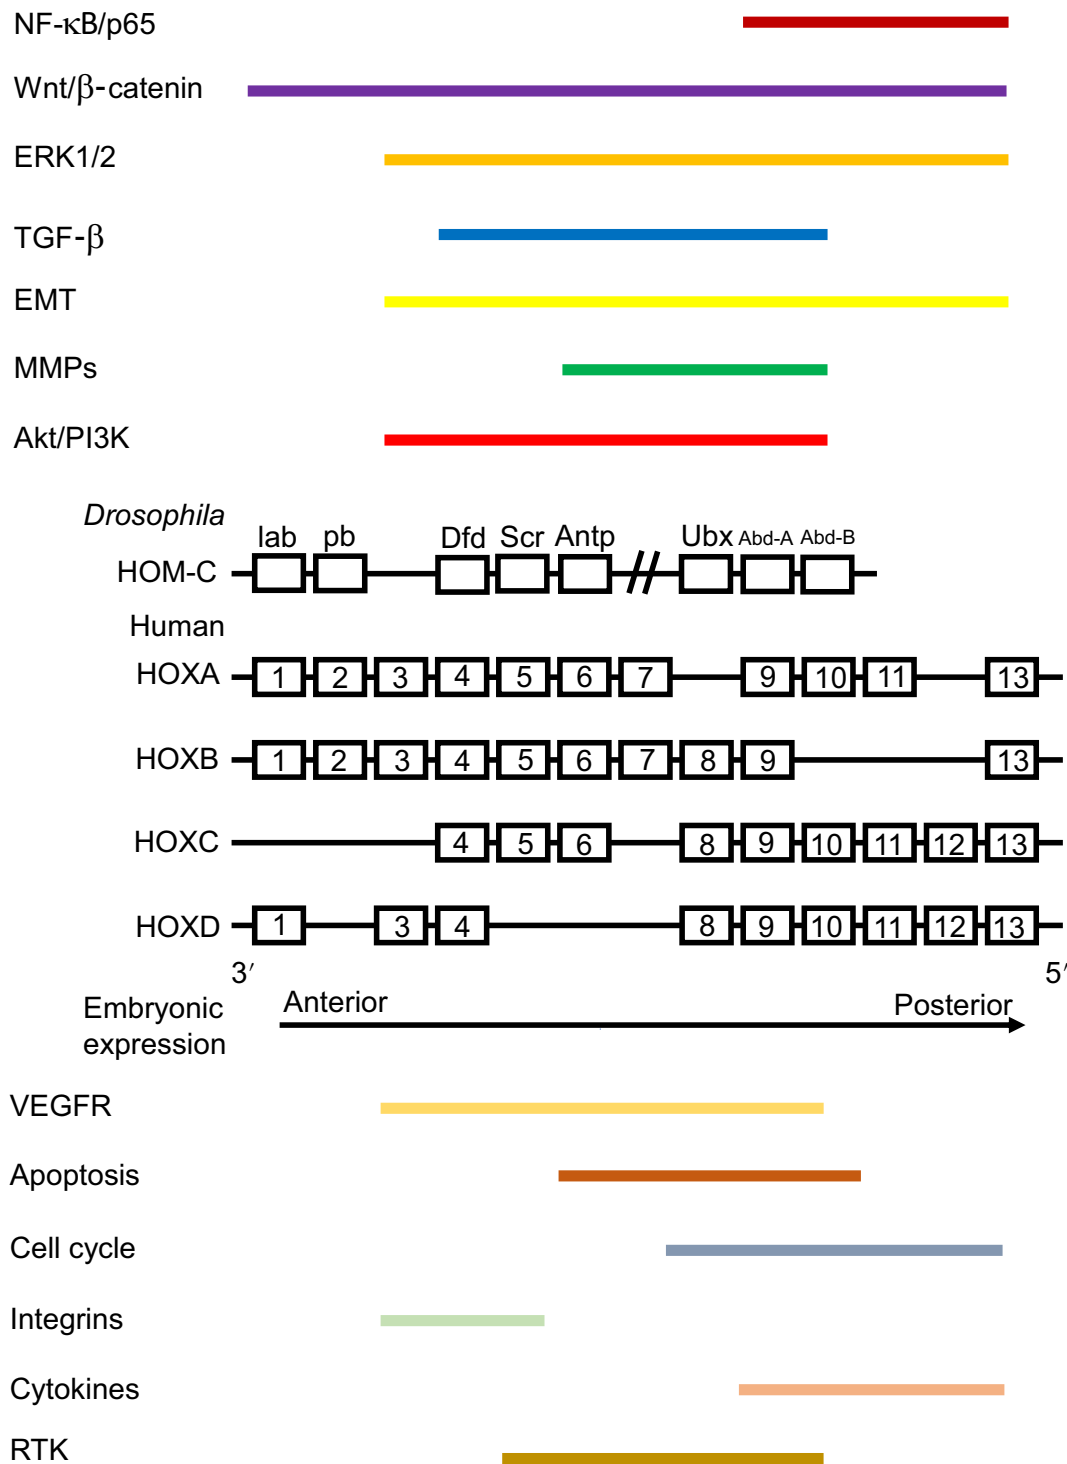 NF-κB/p65
Wnt/β-catenin
ERK1/2
TGF-β
EMT
MMPs
Akt/PI3K
Drosophila
lab pb Dfd Scr Antp Ubx Abd-A Abd-B
HOM-C
Human
HOXA 1 2 3 4 5 6 7 9 10 11 13
HOXB 1 2 3 4 5 6 7 8 9 13
HOXC 4 5 6 8 9 10 11 12 13
HOXD 1 3 4 8 9 10 11 12 13
3′ 5′
Embryonic expression
Anterior Posterior
VEGFR
Apoptosis
Cell cycle
Integrins
Cytokines
RTK